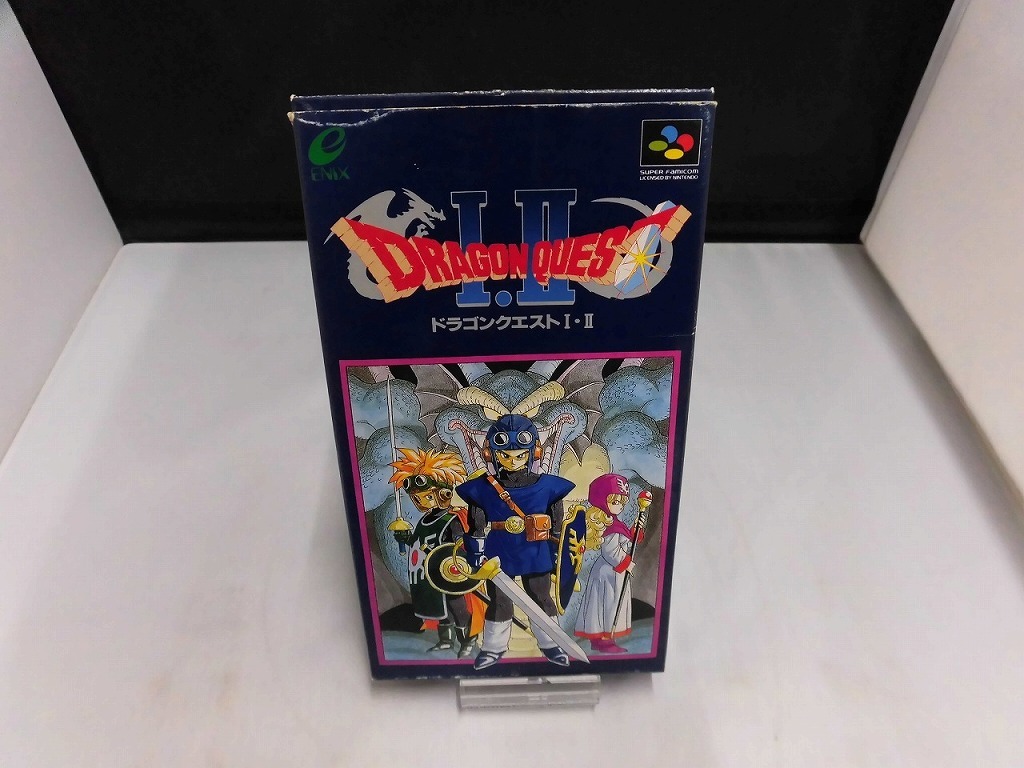 ENIX
SUPER FAMICOM
LICENSED BY NINTENDO
I.II
DRAGON QUEST
ドラゴンクエストI・II